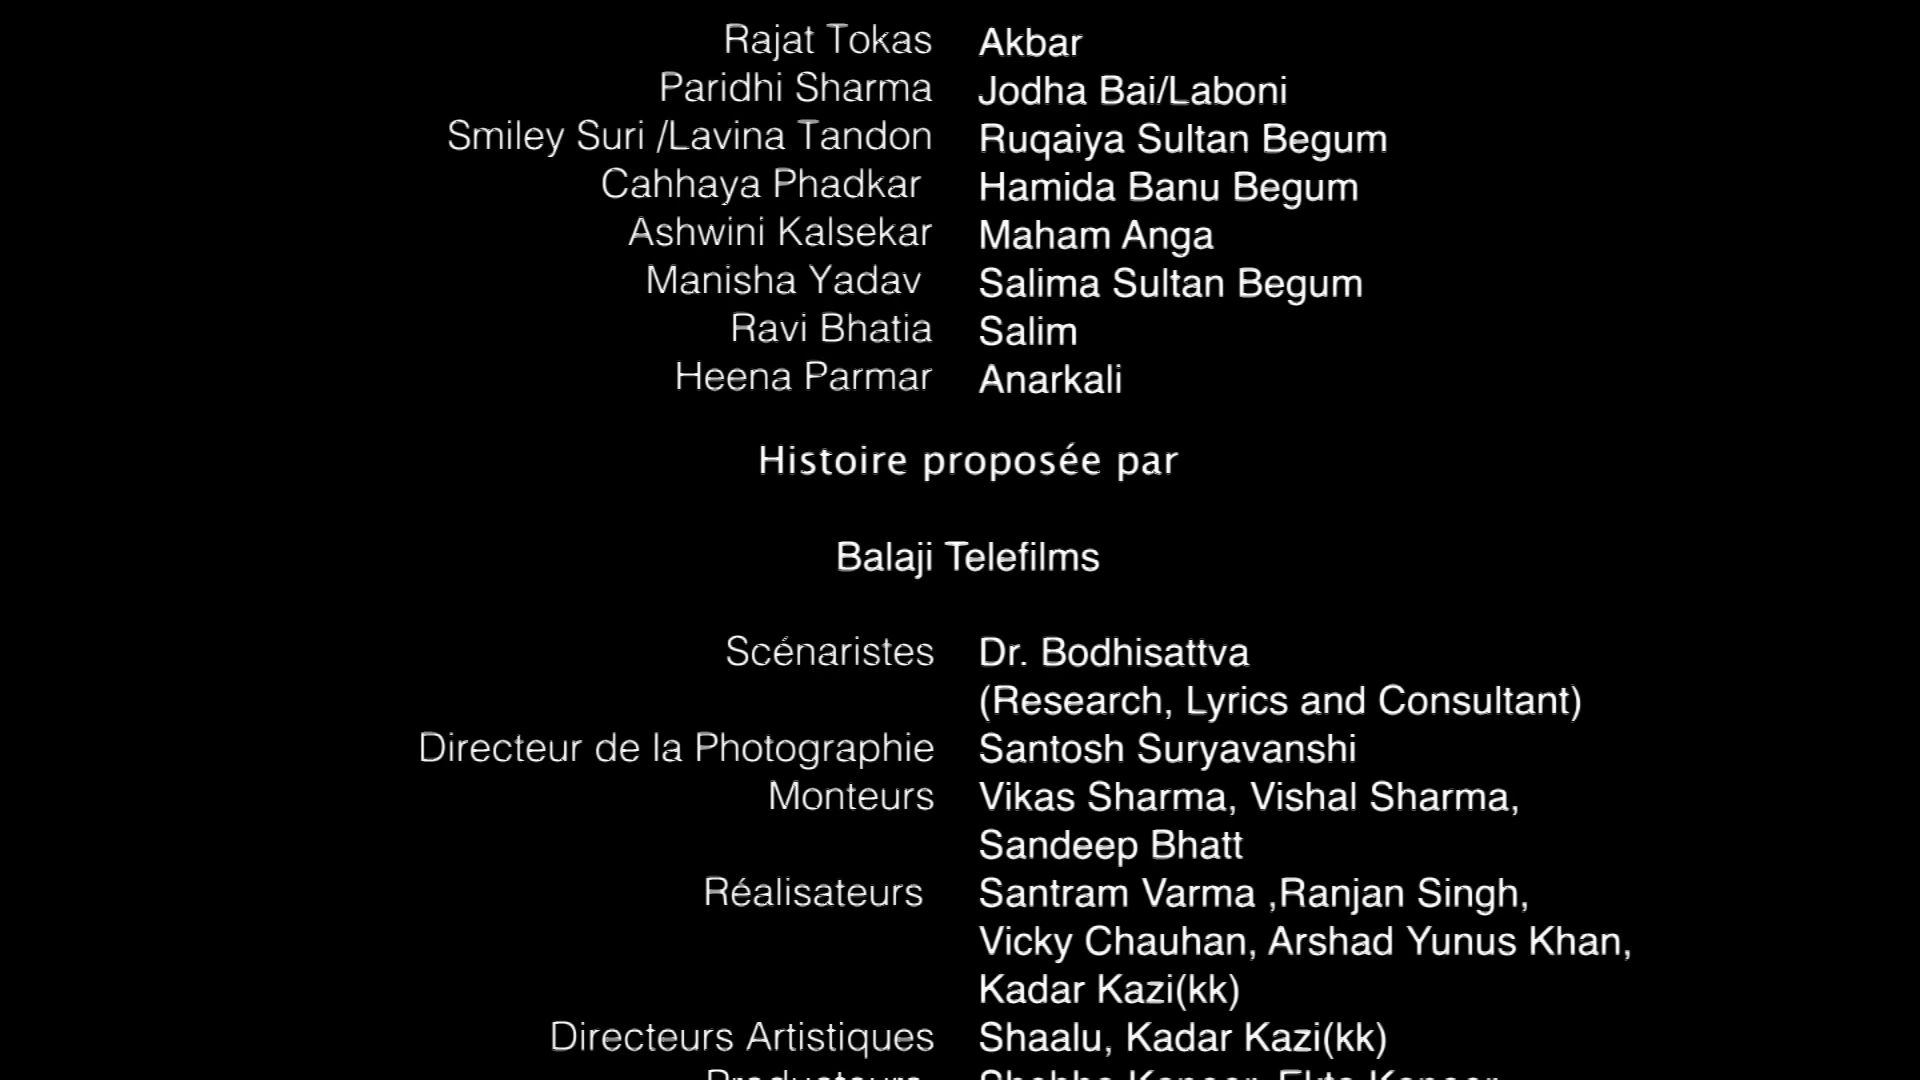 Rajat Tokas Akbar
Paridhi Sharma Jodha Bai/Laboni
Smiley Suri /Lavina Tandon Ruqaiya Sultan Begum
Cahhaya Phadkar Hamida Banu Begum
Ashwini Kalsekar Maham Anga
Manisha Yadav Salima Sultan Begum
Ravi Bhatia Salim
Heena Parmar Anarkali
Histoire proposée par
Balaji Telefilms
Scénaristes Dr. Bodhisattva
(Research, Lyrics and Consultant)
Directeur de la Photographie Santosh Suryavanshi
Monteurs Vikas Sharma, Vishal Sharma,
Sandeep Bhatt
Réalisateurs Santram Varma ,Ranjan Singh,
Vicky Chauhan, Arshad Yunus Khan,
Kadar Kazi(kk)
Directeurs Artistiques Shaalu, Kadar Kazi(kk)